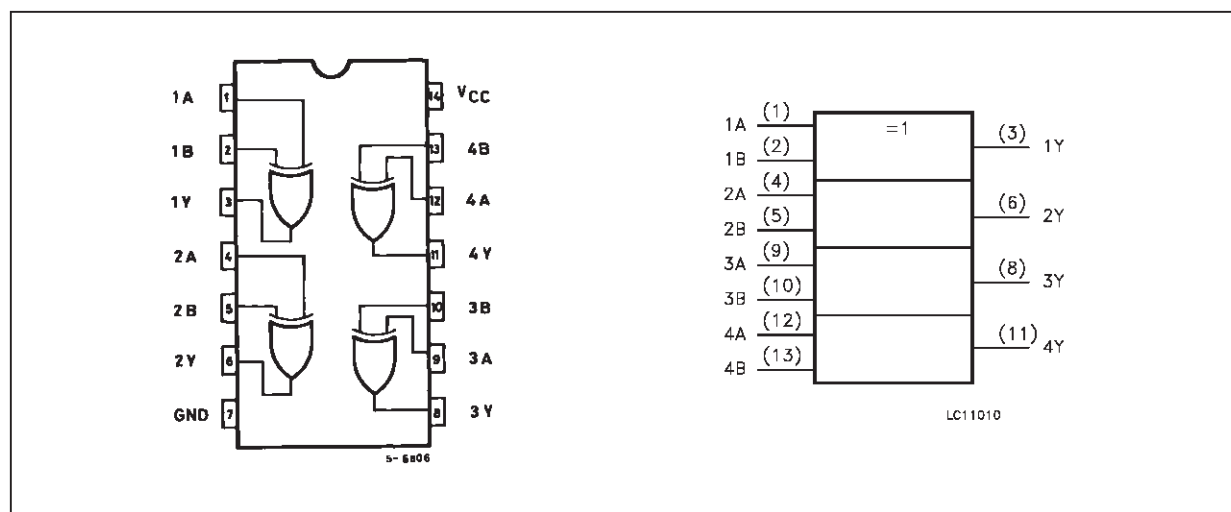 1A 1
1B 2
1Y 3
2A 4
2B 5
2Y 6
GND 7
14 VCC
13 4B
12 4A
11 4Y
10 3B
9 3A
8 3Y
5-6806
=1
1A (1)
1B (2)
2A (4)
2B (5)
3A (9)
3B (10)
4A (12)
4B (13)
(3) 1Y
(6) 2Y
(8) 3Y
(11) 4Y
LC11010